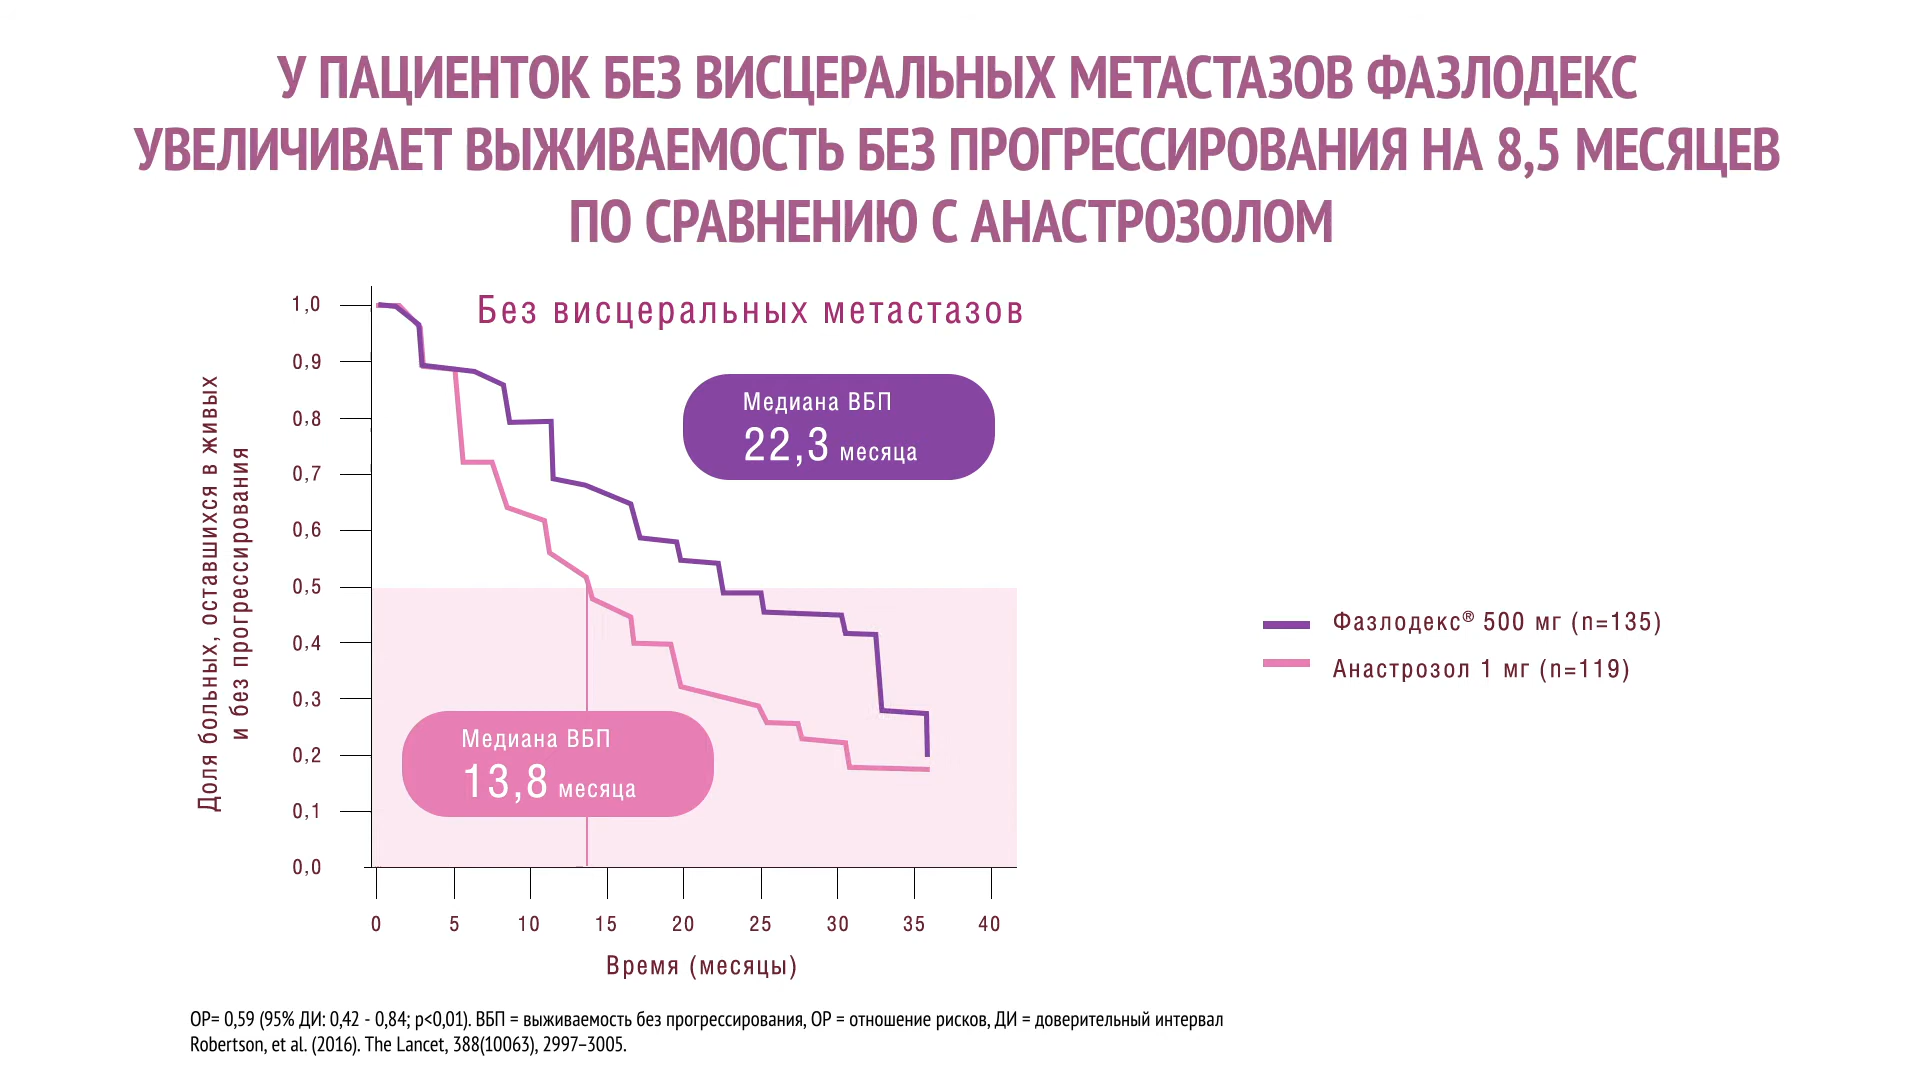 У ПАЦИЕНТОК БЕЗ ВИСЦЕРАЛЬНЫХ МЕТАСТАЗОВ ФАЗЛОДЕКС
УВЕЛИЧИВАЕТ ВЫЖИВАЕМОСТЬ БЕЗ ПРОГРЕССИРОВАНИЯ НА 8,5 МЕСЯЦЕВ
ПО СРАВНЕНИЮ С АНАСТРОЗОЛОМ
Без висцеральных метастазов
Доля больных, оставшихся в живых
и без прогрессирования
1,0
0,9
0,8
0,7
0,6
0,5
0,4
0,3
0,2
0,1
0,0
Медиана ВБП
22,3 месяца
Медиана ВБП
13,8 месяца
Фазлодекс® 500 мг (n=135)
Анастрозол 1 мг (n=119)
0 5 10 15 20 25 30 35 40
Время (месяцы)
ОР= 0,59 (95% ДИ: 0,42 - 0,84; p<0,01). ВБП = выживаемость без прогрессирования, ОР = отношение рисков, ДИ = доверительный интервал
Robertson, et al. (2016). The Lancet, 388(10063), 2997–3005.